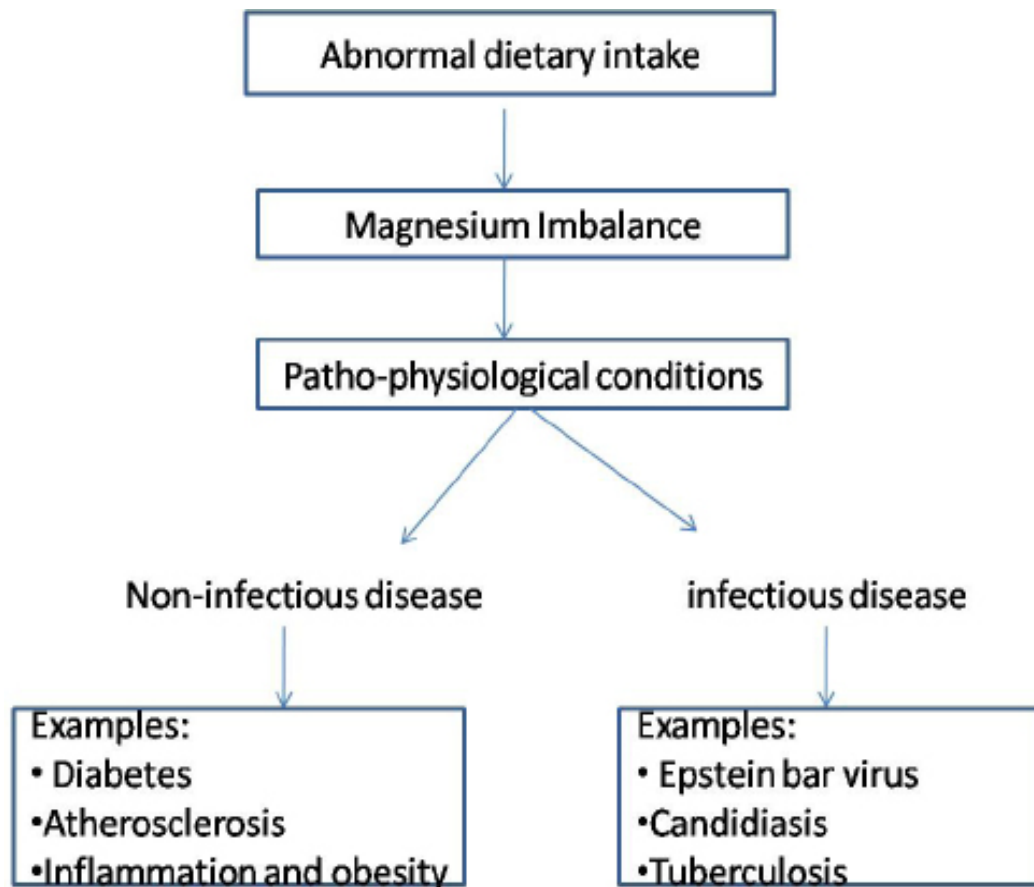 Abnormal dietary intake
Magnesium Imbalance
Patho-physiological conditions
Non-infectious disease
infectious disease
Examples:
• Diabetes
•Atherosclerosis
•Inflammation and obesity
Examples:
• Epstein bar virus
•Candidiasis
•Tuberculosis